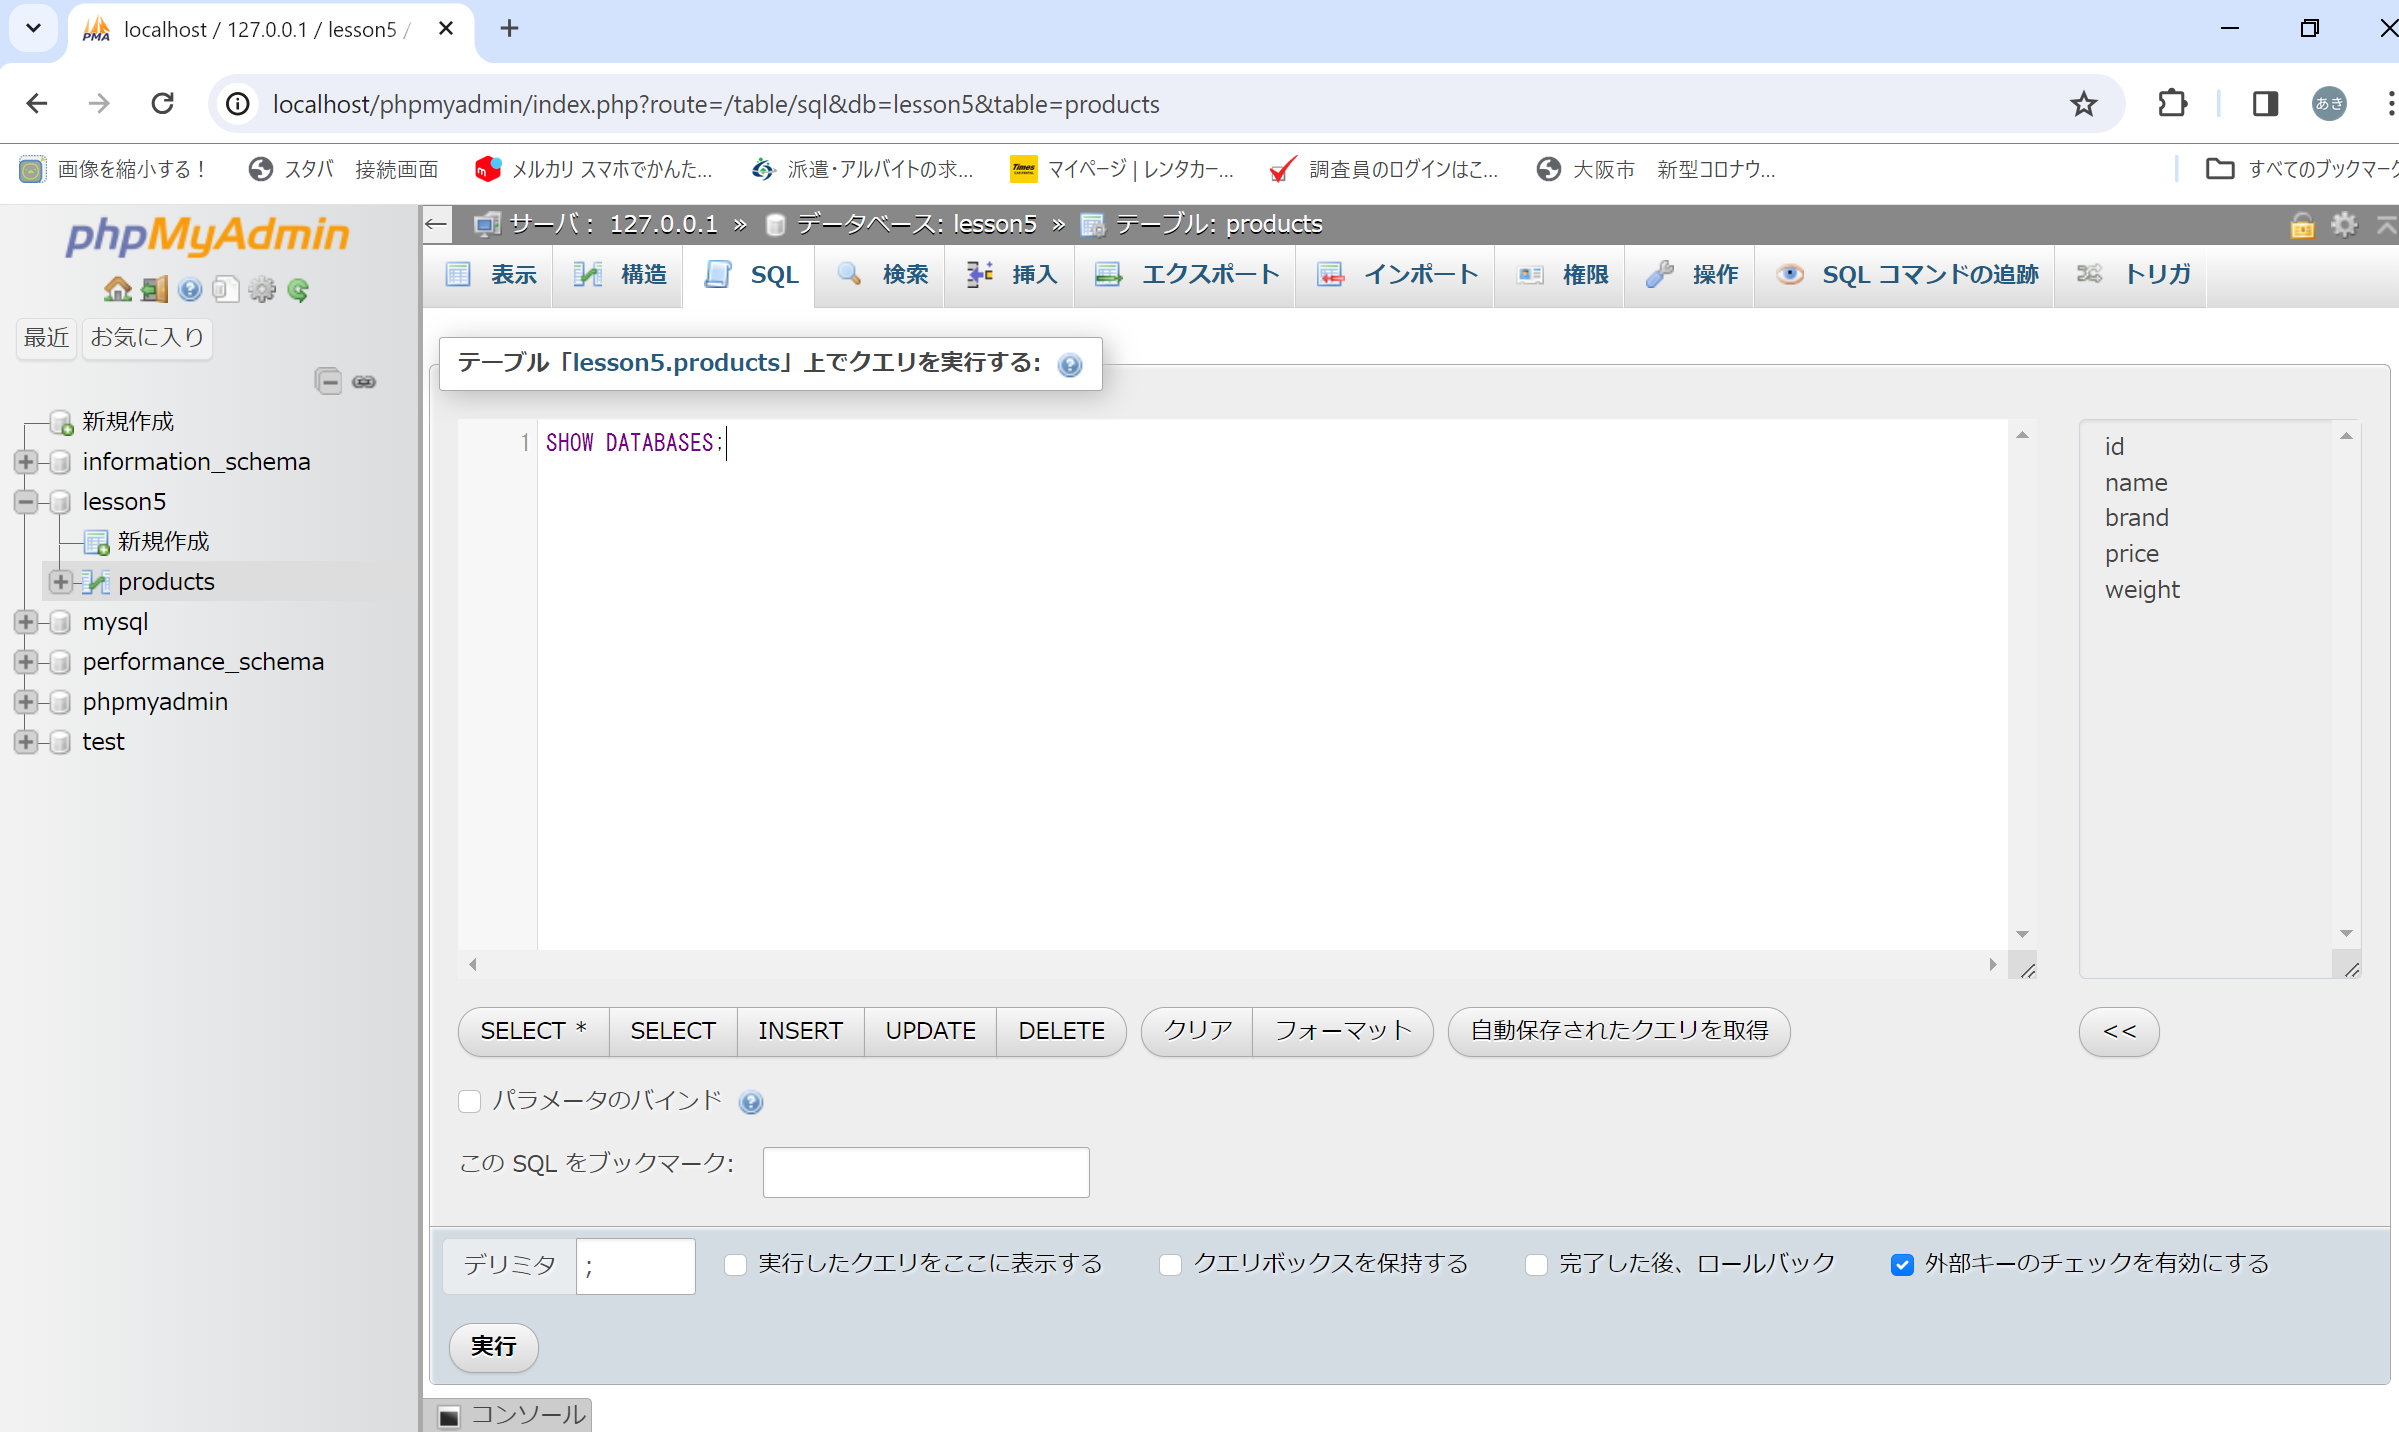 localhost / 127.0.0.1 / lesson5 /
localhost/phpmyadmin/index.php?route=/table/sql&db=lesson5&table=products
あき
画像を縮小する！ スタバ 接続画面 メルカリ スマホでかんた... 派遣・アルバイトの求... マイページ | レンタカー... 調査員のログインはこ... 大阪市 新型コロナウ... すべてのブックマーク
phpMyAdmin
最近 お気に入り
新規作成
information_schema
lesson5
新規作成
products
mysql
performance_schema
phpmyadmin
test
サーバ： 127.0.0.1 » データベース: lesson5 » テーブル: products
表示 構造 SQL 検索 挿入 エクスポート インポート 権限 操作 SQL コマンドの追跡 トリガ
テーブル「lesson5.products」上でクエリを実行する:
1 SHOW DATABASES;
id
name
brand
price
weight
SELECT * SELECT INSERT UPDATE DELETE クリア フォーマット 自動保存されたクエリを取得 <<
パラメータのバインド
この SQL をブックマーク:
デリミタ ; 実行したクエリをここに表示する クエリボックスを保持する 完了した後、ロールバック 外部キーのチェックを有効にする
実行
コンソール